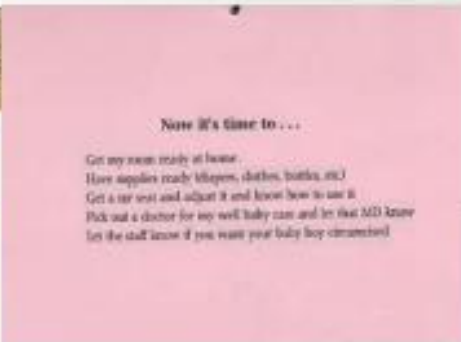 Now it's time to . . .
Get my room ready at home.
Have supplies ready (diapers, clothes, bottles, etc.)
Get a car seat and adjust it and know how to use it
Pick out a doctor for my well baby care and let that MD know
Let the staff know if you want your baby boy circumcised